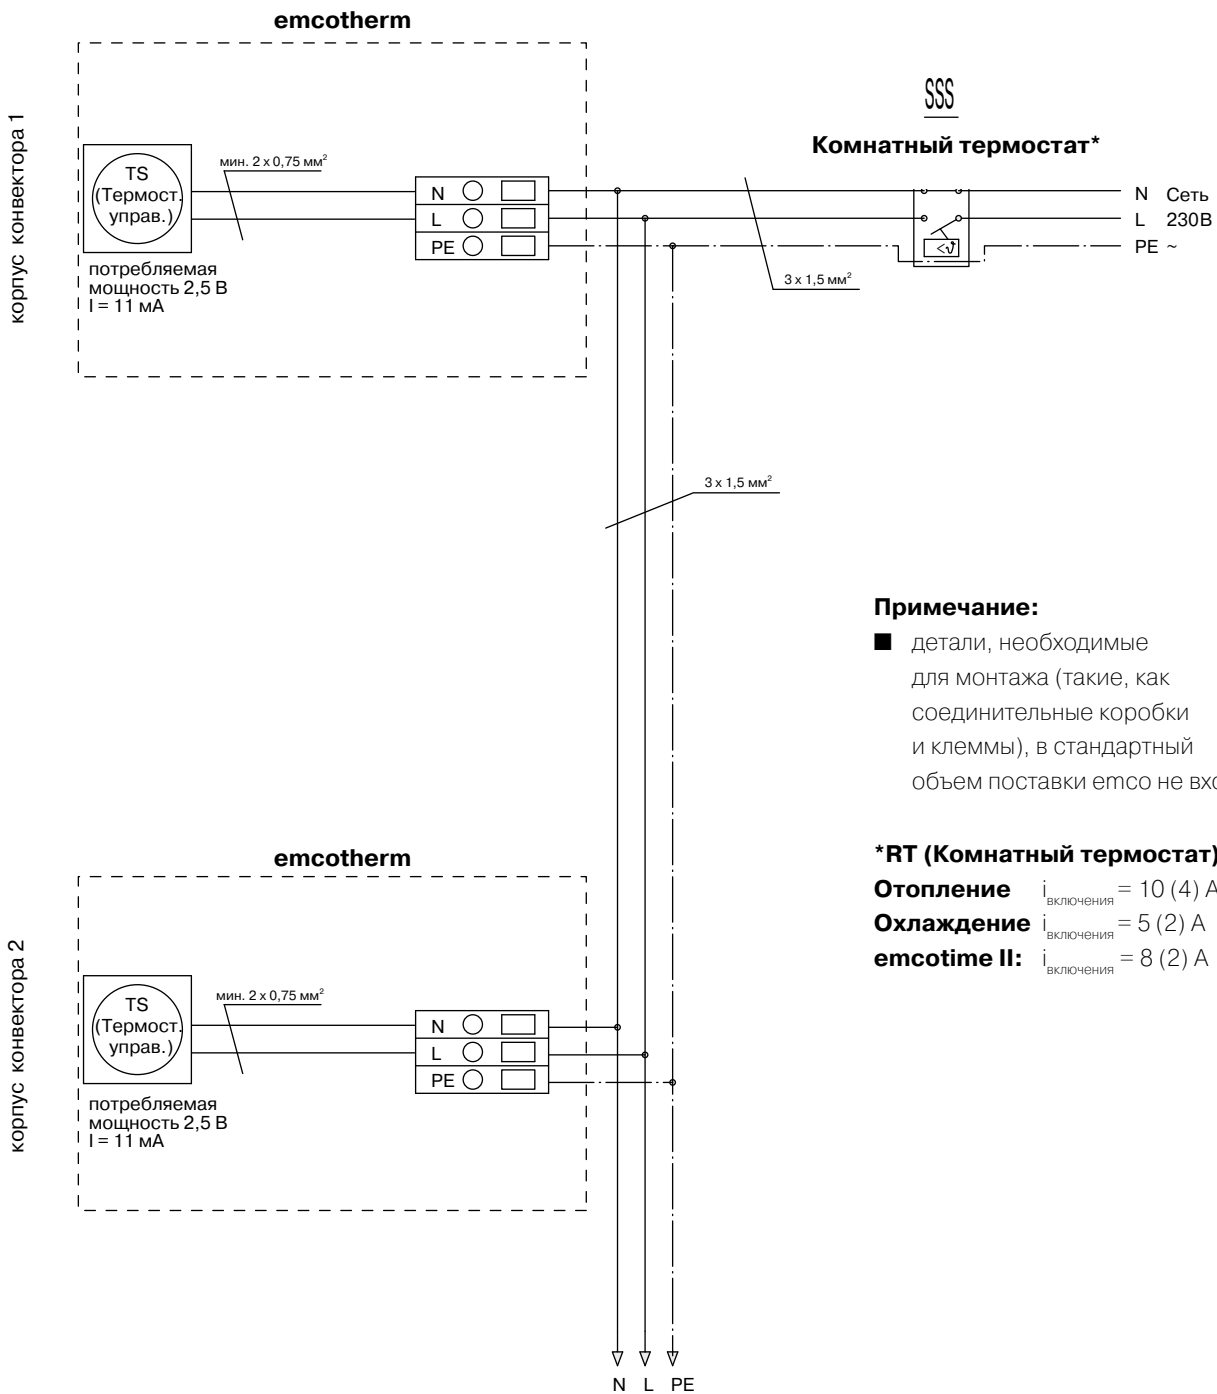 emcotherm
корпус конвектора 1
TS
(Термост.
управ.)
мин. 2 x 0,75 мм²
N
L
PE
потребляемая
мощность 2,5 В
I = 11 мА
SSS
Комнатный термостат*
N Сеть
L 230В
PE ~
<ϑ
3 x 1,5 мм²
3 x 1,5 мм²
Примечание:
■ детали, необходимые
для монтажа (такие, как
соединительные коробки
и клеммы), в стандартный
объем поставки emco не
*RT (Комнатный термостат)
Отопление iвключения = 10 (4) A
Охлаждение iвключения = 5 (2) A
emcotime II: iвключения = 8 (2) A
emcotherm
корпус конвектора 2
TS
(Термост.
управ.)
мин. 2 x 0,75 мм²
N
L
PE
потребляемая
мощность 2,5 В
I = 11 мА
N L PE